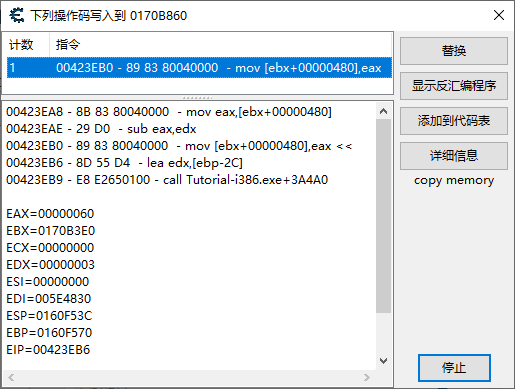 下列操作码写入到 0170B860
计数 指令
1 00423EB0 - 89 83 80040000 - mov [ebx+00000480],eax
替换
显示反汇编程序
添加到代码表
详细信息
copy memory
00423EA8 - 8B 83 80040000 - mov eax,[ebx+00000480]
00423EAE - 29 D0 - sub eax,edx
00423EB0 - 89 83 80040000 - mov [ebx+00000480],eax <<
00423EB6 - 8D 55 D4 - lea edx,[ebp-2C]
00423EB9 - E8 E2650100 - call Tutorial-i386.exe+3A4A0
EAX=00000060
EBX=0170B3E0
ECX=00000000
EDX=00000003
ESI=00000000
EDI=005E4830
ESP=0160F53C
EBP=0160F570
EIP=00423EB6
停止